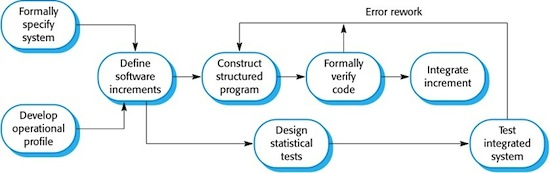 Formally
specify
system
Error rework
Define
software
increments
Construct
structured
program
Formally
verify
code
Integrate
increment
Develop
operational
profile
Design
statistical
tests
Test
integrated
system